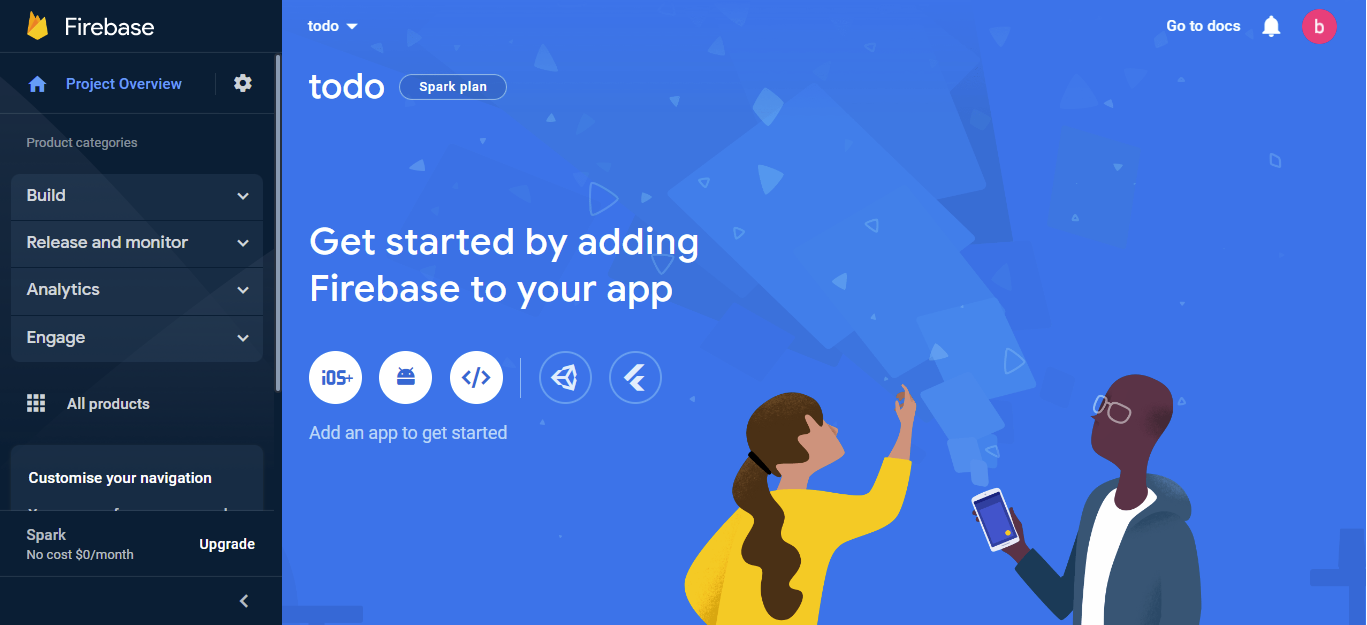 Firebase
todo
Go to docs
b
Project Overview
todo
Spark plan
Product categories
Build
Release and monitor
Analytics
Engage
Get started by adding
Firebase to your app
iOS+
</>
Add an app to get started
All products
Customise your navigation
Spark
No cost $0/month
Upgrade